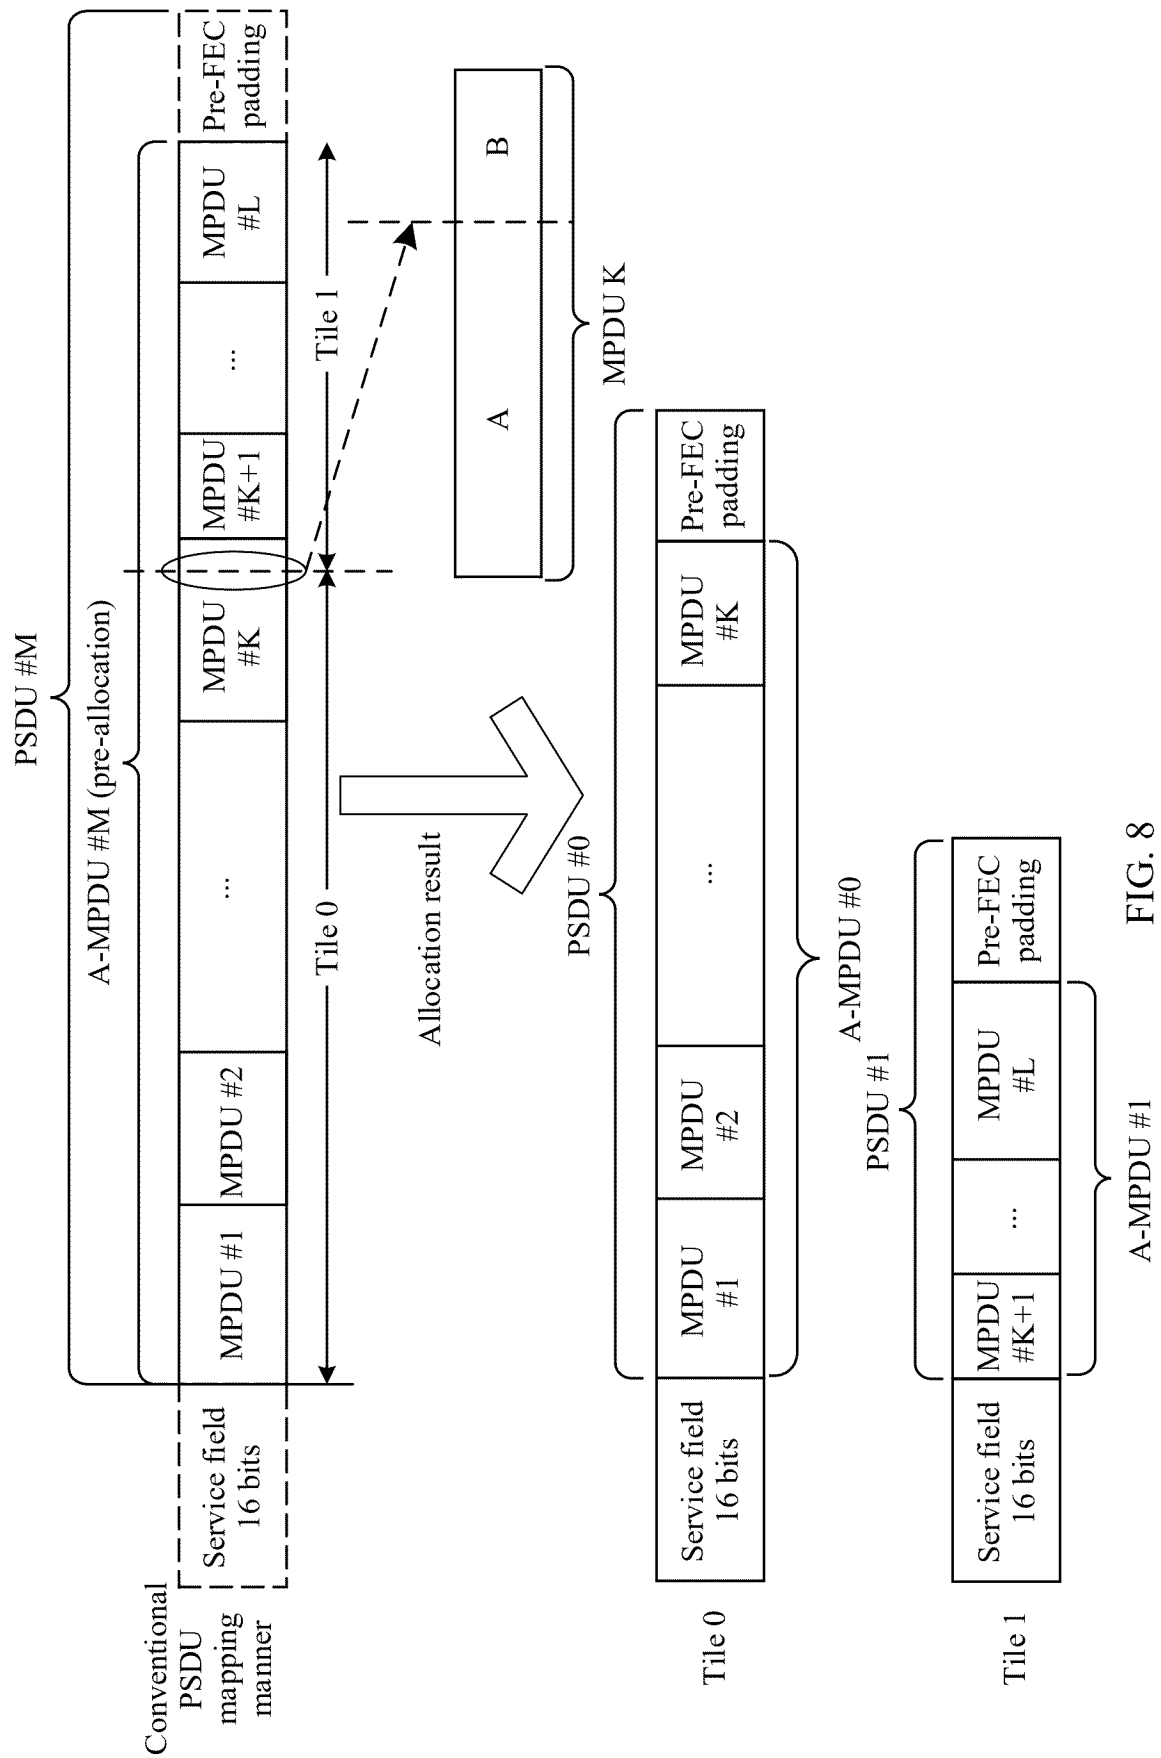 PSDU #M
A-MPDU #M (pre-allocation)
Conventional
PSDU
mapping
manner
Service field
16 bits
MPDU #1
MPDU #2
...
MPDU
#K
MPDU
#K+1
...
MPDU
#L
Pre-FEC
padding
Tile 0
Tile 1
A
B
MPDU K
Allocation result
PSDU #0
Tile 0
Service field
16 bits
MPDU
#1
MPDU
#2
...
MPDU
#K
Pre-FEC
padding
A-MPDU #0
PSDU #1
Tile 1
Service field
16 bits
MPDU
#K+1
...
MPDU
#L
Pre-FEC
padding
A-MPDU #1
FIG. 8